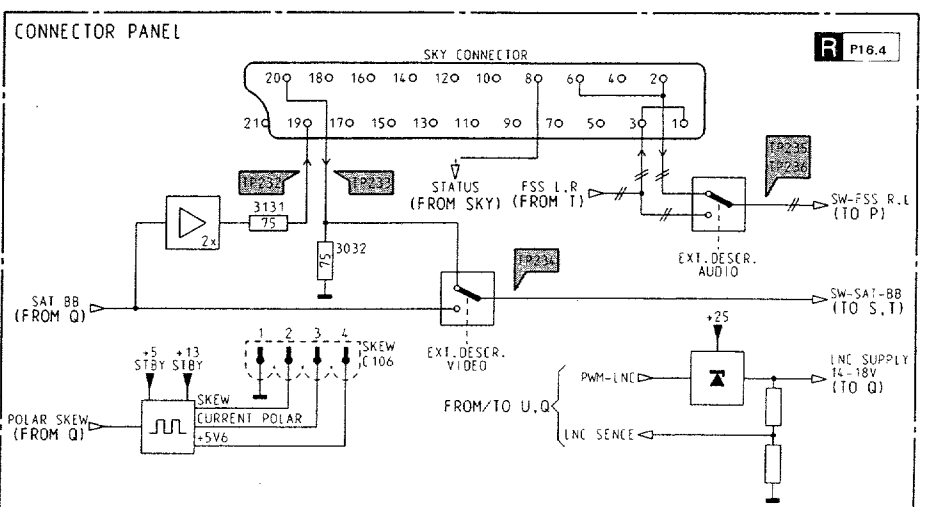 CONNECTOR PANEL
R P16.4
SKY CONNECTOR
20 18 16 14 12 10 8 6 4 2
21 19 17 15 13 11 9 7 5 3 1
TP232
TP233
TP235
TP236
STATUS
(FROM SKY)
FSS L.R
(FROM T)
SW-FSS R.L
(TO P)
3131
75
2x
3032
75
EXT.DESCR.
AUDIO
TP234
SAT BB
(FROM Q)
SW-SAT-BB
(TO S,T)
1 2 3 4
SKEW
C106
EXT.DESCR.
VIDEO
+25
+5
STBY
+13
STBY
PWM-LNC
LNC SUPPLY
14-18V
(TO Q)
FROM/TO U,Q
SKEW
POLAR SKEW
(FROM Q)
CURRENT POLAR
+5V6
LNC SENCE